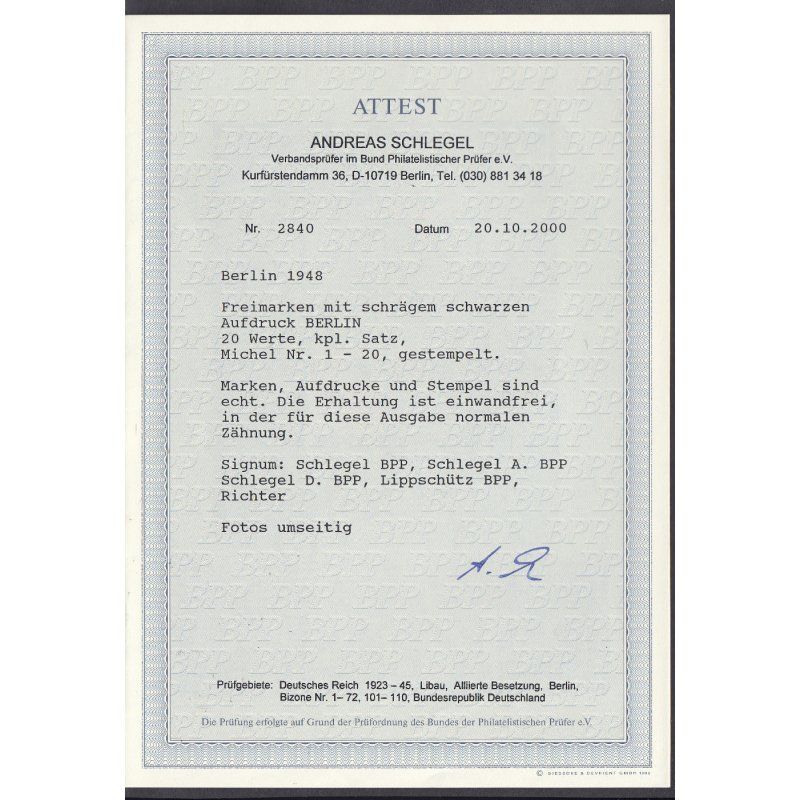 ATTEST
ANDREAS SCHLEGEL
Verbandsprüfer im Bund Philatelistischer Prüfer e.V.
Kurfürstendamm 36, D-10719 Berlin, Tel. (030) 881 34 18
Nr. 2840 Datum 20.10.2000
Berlin 1948
Freimarken mit schrägem schwarzen
Aufdruck BERLIN
20 Werte, kpl. Satz,
Michel Nr. 1 - 20, gestempelt.
Marken, Aufdrucke und Stempel sind
echt. Die Erhaltung ist einwandfrei,
in der für diese Ausgabe normalen
Zähnung.
Signum: Schlegel BPP, Schlegel A. BPP
Schlegel D. BPP, Lippschütz BPP,
Richter
Fotos umseitig
Prüfgebiete: Deutsches Reich 1923 – 45, Libau, Alliierte Besetzung, Berlin,
Bizone Nr. 1– 72, 101– 110, Bundesrepublik Deutschland
Die Prüfung erfolgte auf Grund der Prüfordnung des Bundes der Philatelistischen Prüfer e.V.
© GIESECKE & DEVRIENT GMBH